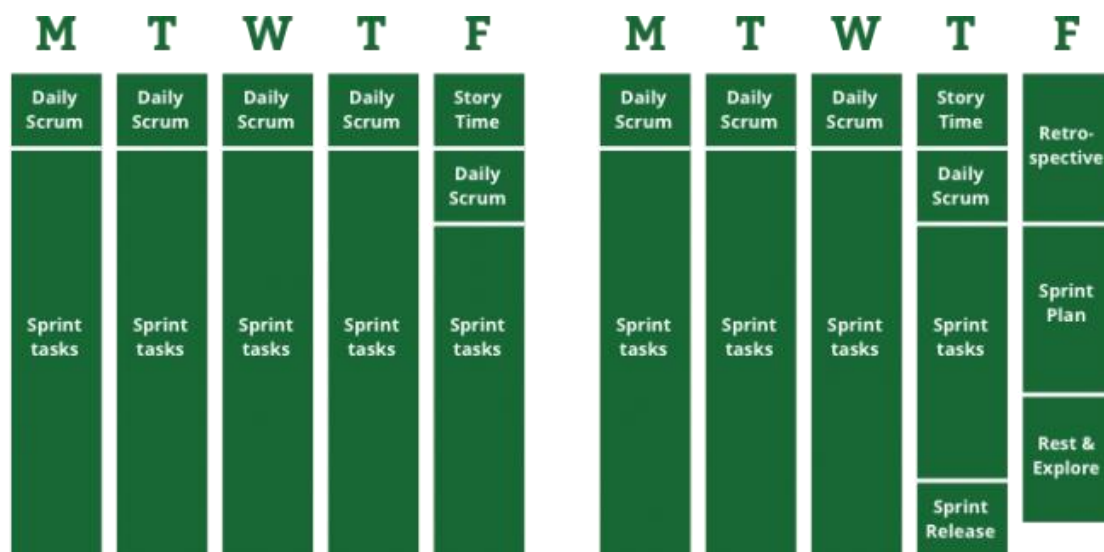 M T W T F M T W T F
Daily Daily Daily Daily Story Daily Daily Daily Story
Scrum Scrum Scrum Scrum Time Scrum Scrum Scrum Time
Retro-
spective
Daily Daily
Scrum Scrum
Sprint
Plan
Sprint Sprint Sprint Sprint Sprint Sprint Sprint Sprint Sprint
tasks tasks tasks tasks tasks tasks tasks tasks tasks
Rest &
Explore
Sprint
Release